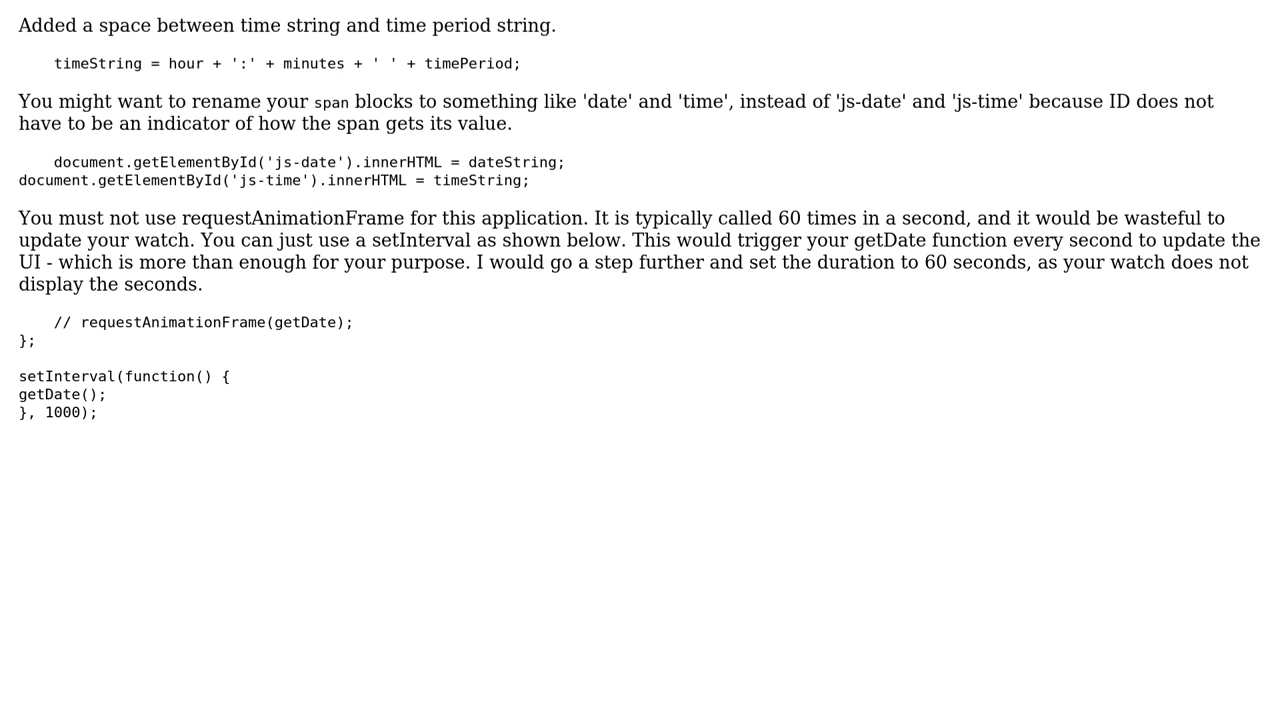 Added a space between time string and time period string.
timeString = hour + ':' + minutes + ' ' + timePeriod;
You might want to rename your span blocks to something like 'date' and 'time', instead of 'js-date' and 'js-time' because ID does not
have to be an indicator of how the span gets its value.
document.getElementById('js-date').innerHTML = dateString;
document.getElementById('js-time').innerHTML = timeString;
You must not use requestAnimationFrame for this application. It is typically called 60 times in a second, and it would be wasteful to
update your watch. You can just use a setInterval as shown below. This would trigger your getDate function every second to update the
UI - which is more than enough for your purpose. I would go a step further and set the duration to 60 seconds, as your watch does not
display the seconds.
// requestAnimationFrame(getDate);
};
setInterval(function() {
getDate();
}, 1000);